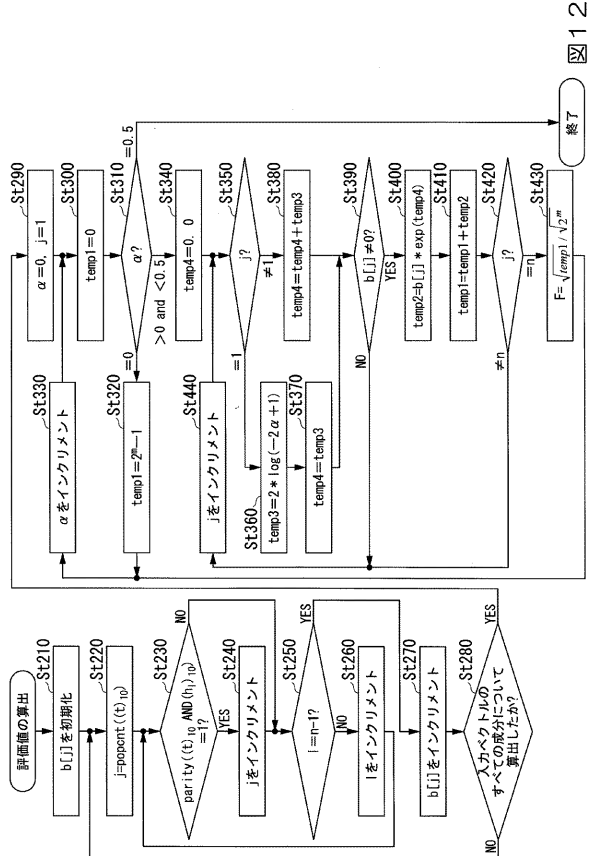 評価値の算出
St210
b[j]を初期化
St220
j=popont((t)10)
St230
parity((t)10 AND(hl)10)
=1?
YES
NO
St240
jをインクリメント
St250
l=n-1?
YES
NO
St260
lをインクリメント
St270
b[j]をインクリメント
St280
入力ベクトルの
すべての成分について
算出したか?
NO
YES
St290
α=0, j=1
St300
temp1=0
St310
α?
=0
=0.5
>0 and <0.5
St320
temp1=2^m-1
St330
αをインクリメント
St340
temp4=0. 0
St350
j?
=1
≠1
St360
temp3=2*log(-2α+1)
St370
temp4=temp3
St380
temp4=temp4+temp3
St390
b[j]≠0?
NO
YES
St400
temp2=b[j]*exp(temp4)
St410
temp1=temp1+temp2
St420
j?
≠n
=n
St430
F=√temp1/√2^m
St440
jをインクリメント
終了
図12